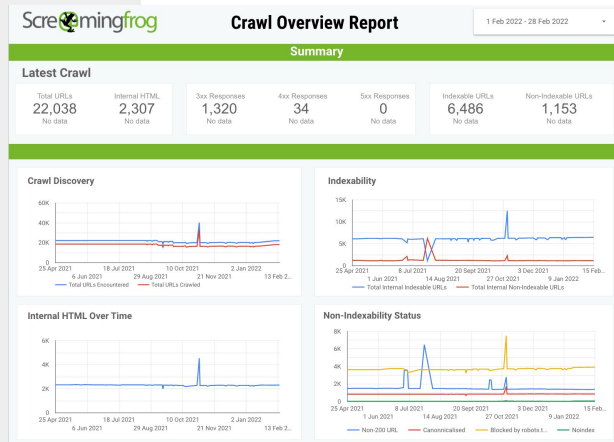 Screamingfrog
Crawl Overview Report
1 Feb 2022 - 28 Feb 2022
Summary
Latest Crawl
Total URLs
22,038
No data
Internal HTML
2,307
No data
3xx Responses
1,320
No data
4xx Responses
34
No data
5xx Responses
0
No data
Indexable URLs
6,486
No data
Non-Indexable URLs
1,153
No data
Crawl Discovery
60K
40K
20K
0
25 Apr 2021 18 Jul 2021 10 Oct 2021 2 Jan 2022
6 Jun 2021 29 Aug 2021 21 Nov 2021 13 Feb 2...
Total URLs Encountered Total URLs Crawled
Indexability
15K
10K
5K
0
25 Apr 2021 8 Jul 2021 20 Sept 2021 3 Dec 2021 15 Feb...
1 Jun 2021 14 Aug 2021 27 Oct 2021 9 Jan 2022
Total Internal Indexable URLs Total Internal Non-Indexable URLs
Internal HTML Over Time
6K
4K
2K
0
25 Apr 2021 18 Jul 2021 10 Oct 2021 2 Jan 2022
6 Jun 2021 29 Aug 2021 21 Nov 2021 13 Feb 2...
Non-Indexability Status
8K
6K
4K
2K
0
25 Apr 2021 8 Jul 2021 20 Sept 2021 3 Dec 2021 15 Feb...
1 Jun 2021 14 Aug 2021 27 Oct 2021 9 Jan 2022
Non-200 URL Canonnicalised Blocked by robots.t... Noindex